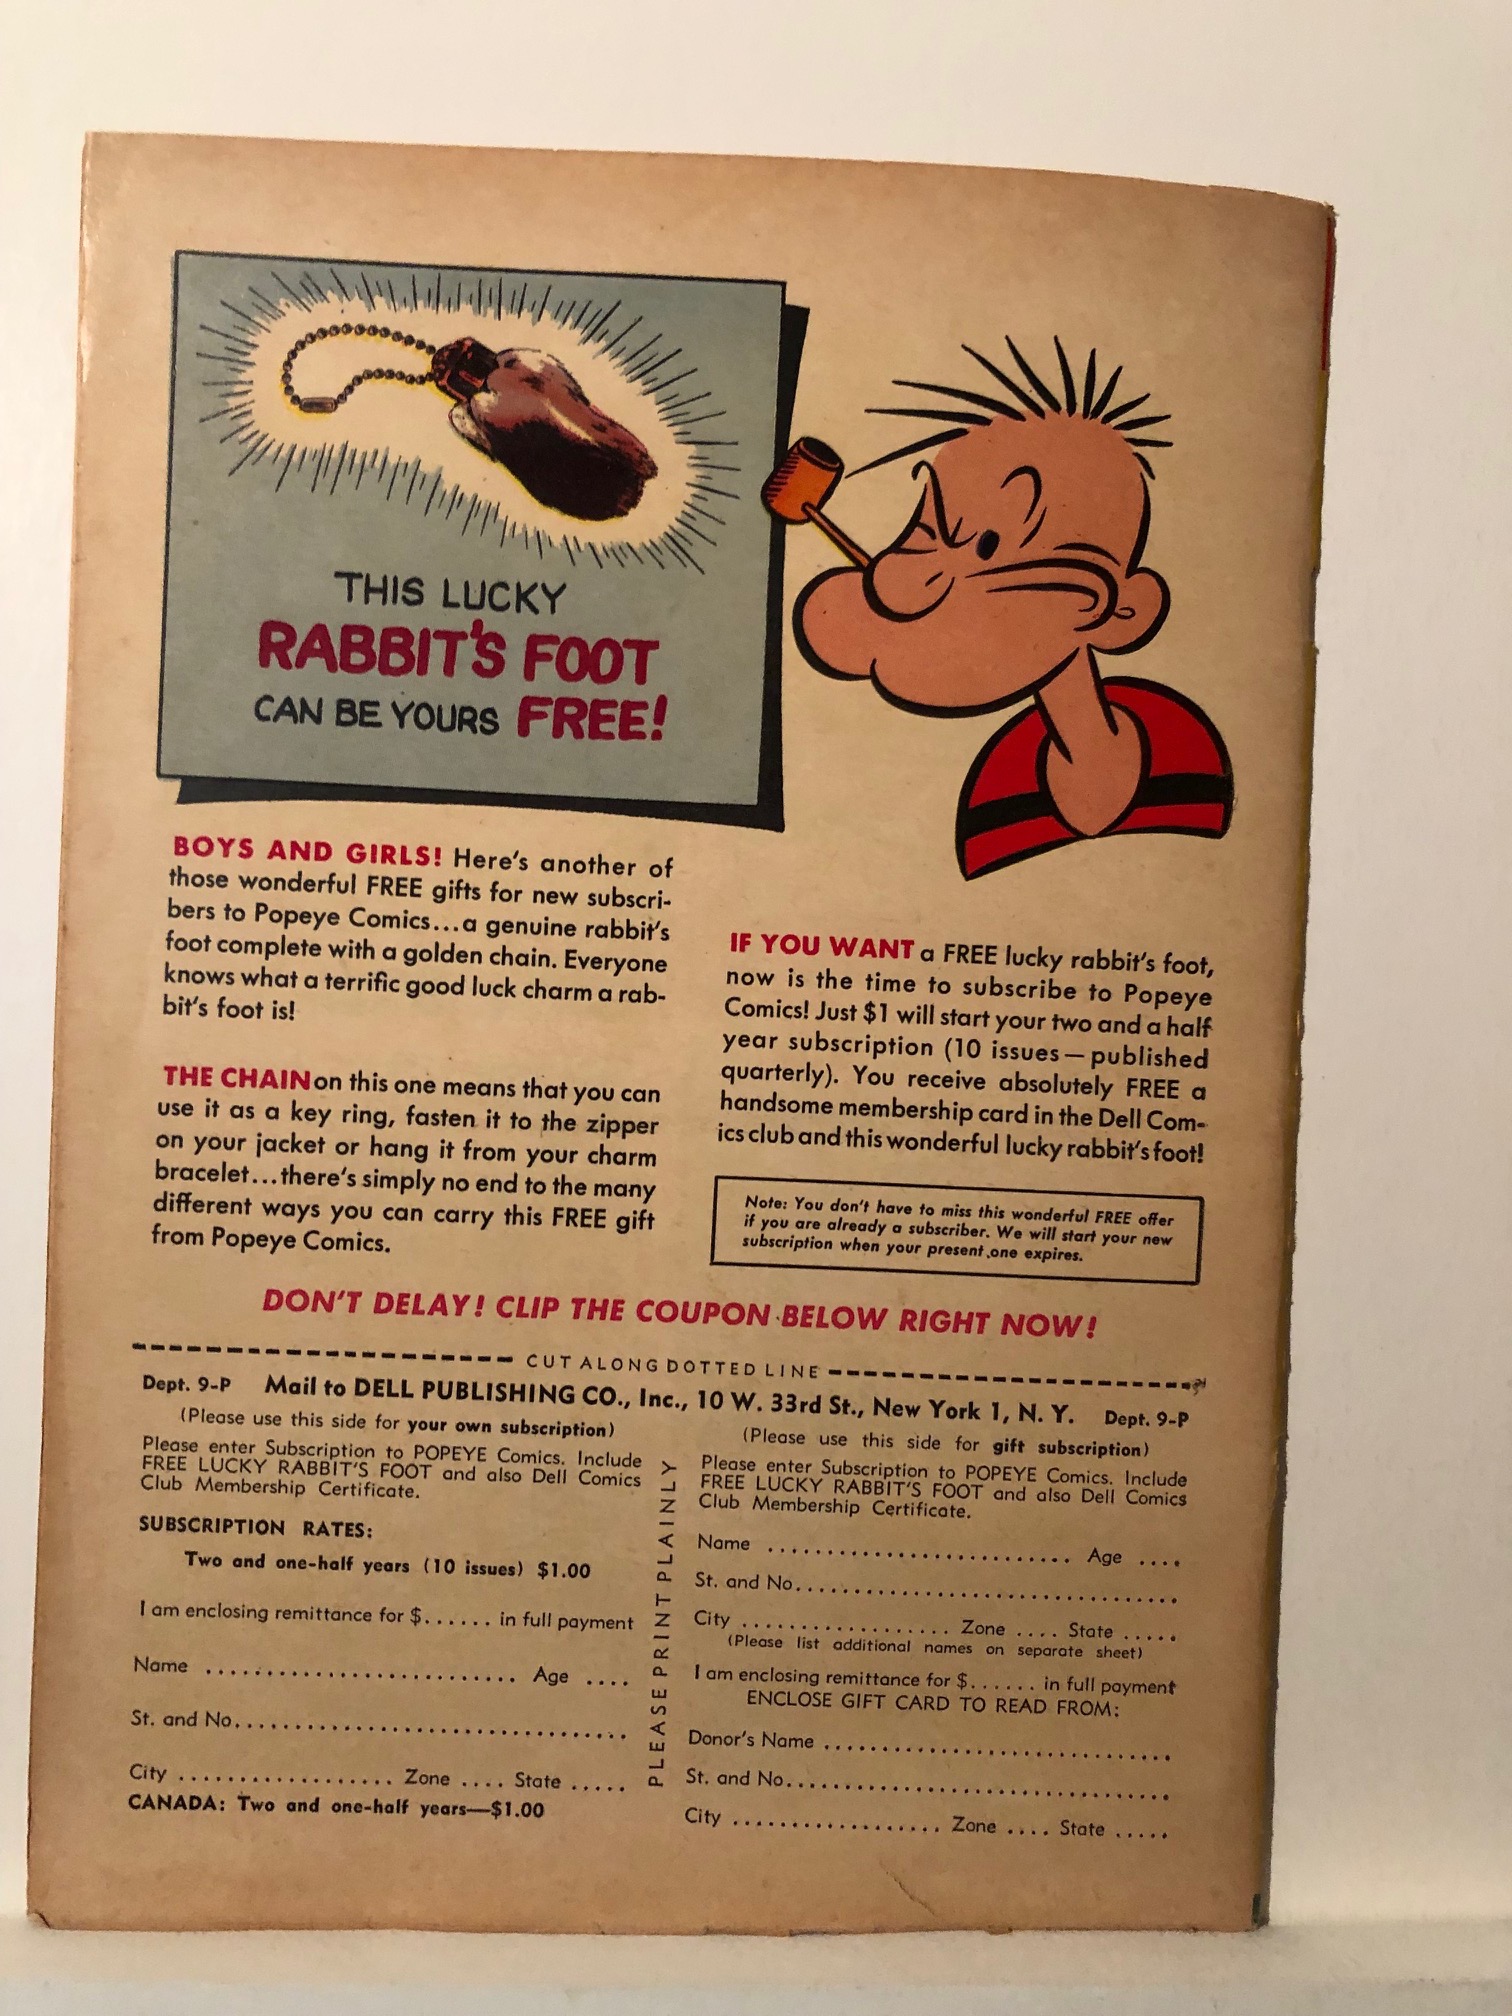 THIS LUCKY
RABBIT'S FOOT
CAN BE YOURS FREE!
BOYS AND GIRLS! Here's another of
those wonderful FREE gifts for new subscri-
bers to Popeye Comics...a genuine rabbit's
foot complete with a golden chain. Everyone
knows what a terrific good luck charm a rab-
bit's foot is!
THE CHAIN on this one means that you can
use it as a key ring, fasten it to the zipper
on your jacket or hang it from your charm
bracelet...there's simply no end to the many
different ways you can carry this FREE gift
from Popeye Comics.
IF YOU WANT a FREE lucky rabbit's foot,
now is the time to subscribe to Popeye
Comics! Just $1 will start your two and a half
year subscription (10 issues — published
quarterly). You receive absolutely FREE a
handsome membership card in the Dell Com-
ics club and this wonderful lucky rabbit's foot!
Note: You don't have to miss this wonderful FREE offer
if you are already a subscriber. We will start your new
subscription when your present one expires.
DON'T DELAY! CLIP THE COUPON BELOW RIGHT NOW!
CUT ALONG DOTTED LINE
Dept. 9-P Mail to DELL PUBLISHING CO., Inc., 10 W. 33rd St., New York 1, N. Y. Dept. 9-P
(Please use this side for your own subscription)
Please enter Subscription to POPEYE Comics. Include
FREE LUCKY RABBIT'S FOOT and also Dell Comics
Club Membership Certificate.
SUBSCRIPTION RATES:
Two and one-half years (10 issues) $1.00
I am enclosing remittance for $...... in full payment
Name .......................... Age ....
St. and No.................................
City .................. Zone .... State .....
CANADA: Two and one-half years—$1.00
PLEASE PRINT PLAINLY
(Please use this side for gift subscription)
Please enter Subscription to POPEYE Comics. Include
FREE LUCKY RABBIT'S FOOT and also Dell Comics
Club Membership Certificate.
Name .......................... Age ....
St. and No.................................
City .................. Zone .... State .....
(Please list additional names on separate sheet)
I am enclosing remittance for $...... in full payment
ENCLOSE GIFT CARD TO READ FROM:
Donor's Name ..............................
St. and No.................................
City .................. Zone .... State .....